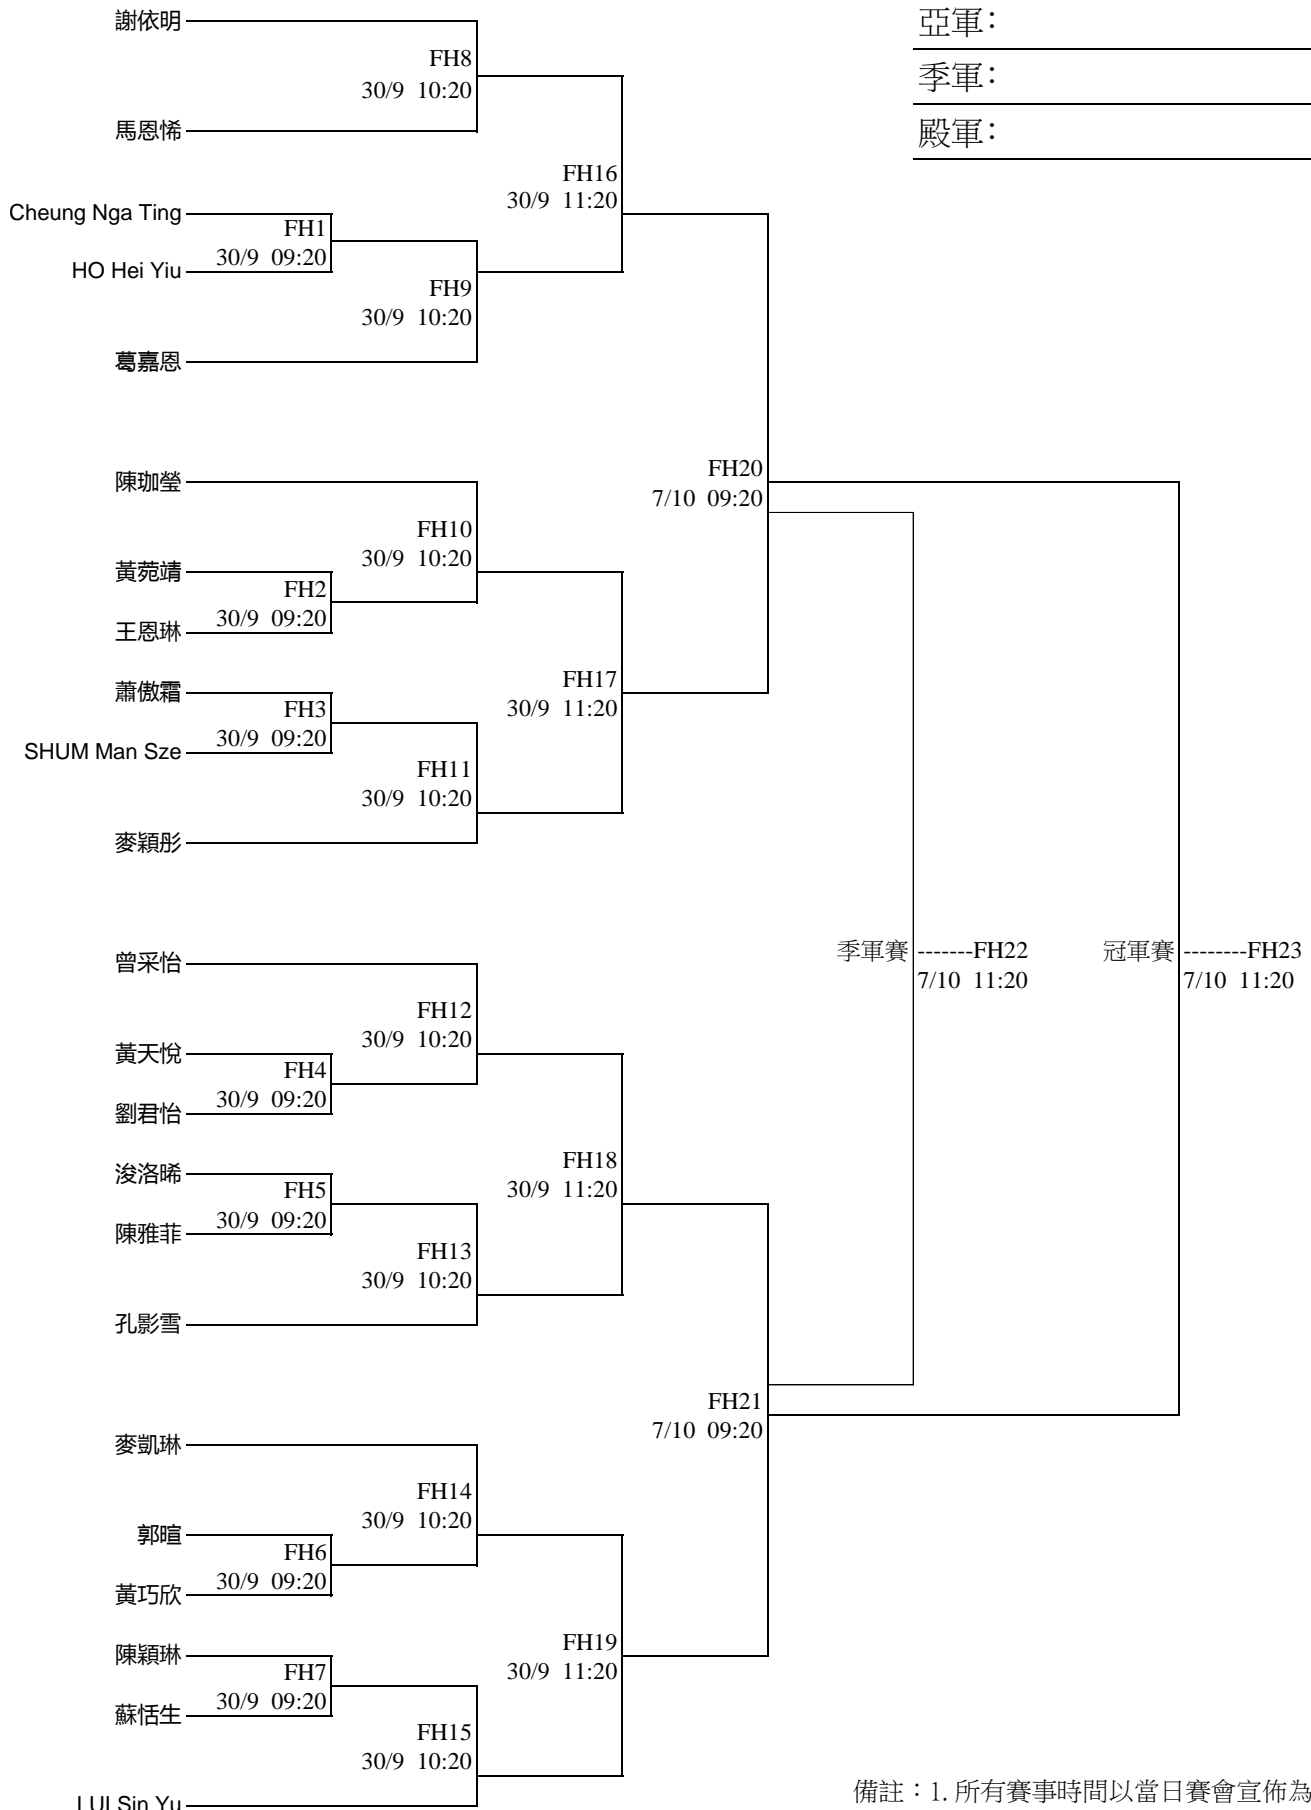 謝依明
亞軍：
FH8
30/9 10:20
季軍：
馬恩悕
殿軍：
FH16
30/9 11:20
Cheung Nga Ting
FH1
30/9 09:20
HO Hei Yiu
FH9
30/9 10:20
葛嘉恩
陳珈瑩
FH20
7/10 09:20
FH10
30/9 10:20
黃菀靖
FH2
30/9 09:20
王恩琳
蕭傲霜
FH3
30/9 09:20
SHUM Man Sze
FH17
30/9 11:20
FH11
30/9 10:20
麥穎彤
曾采怡
季軍賽 -------FH22
7/10 11:20
冠軍賽 --------FH23
7/10 11:20
FH12
30/9 10:20
黃天悅
FH4
30/9 09:20
劉君怡
浚洛晞
FH5
30/9 09:20
陳雅菲
FH18
30/9 11:20
FH13
30/9 10:20
孔影雪
FH21
7/10 09:20
麥凱琳
FH14
30/9 10:20
郭暄
FH6
30/9 09:20
黃巧欣
陳穎琳
FH7
30/9 09:20
蘇恬生
FH19
30/9 11:20
FH15
30/9 10:20
LUI Sin Yu
備註：1. 所有賽事時間以當日賽會宣佈為